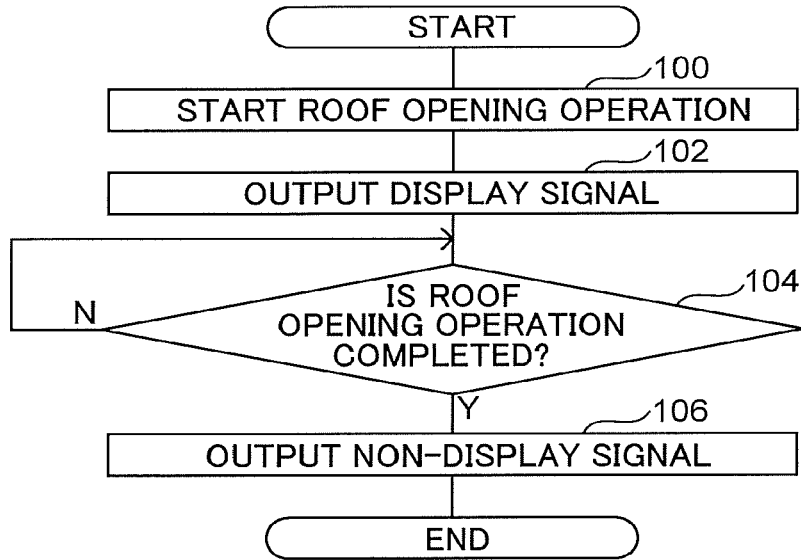 START
100
START ROOF OPENING OPERATION
102
OUTPUT DISPLAY SIGNAL
104
IS ROOF
OPENING OPERATION
COMPLETED?
N
Y
106
OUTPUT NON-DISPLAY SIGNAL
END